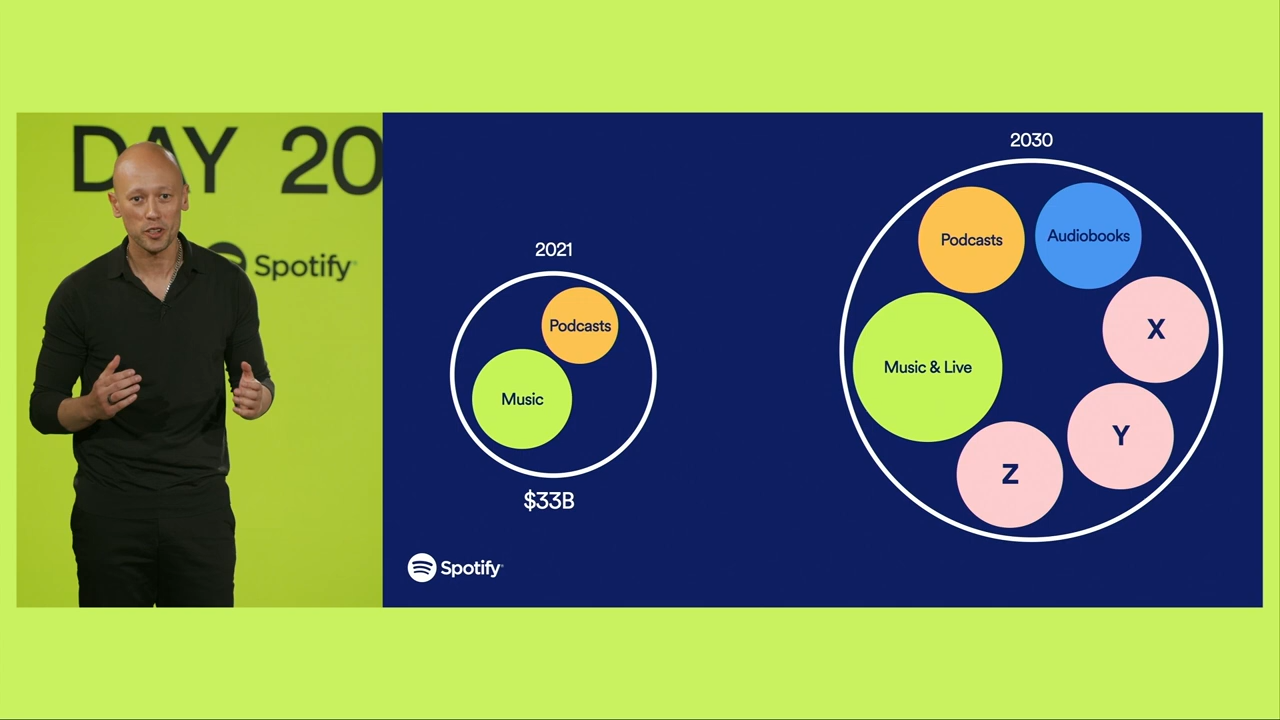 DAY 20
Spotify
2021
Podcasts
Music
$33B
Spotify
2030
Podcasts
Audiobooks
X
Music & Live
Y
Z